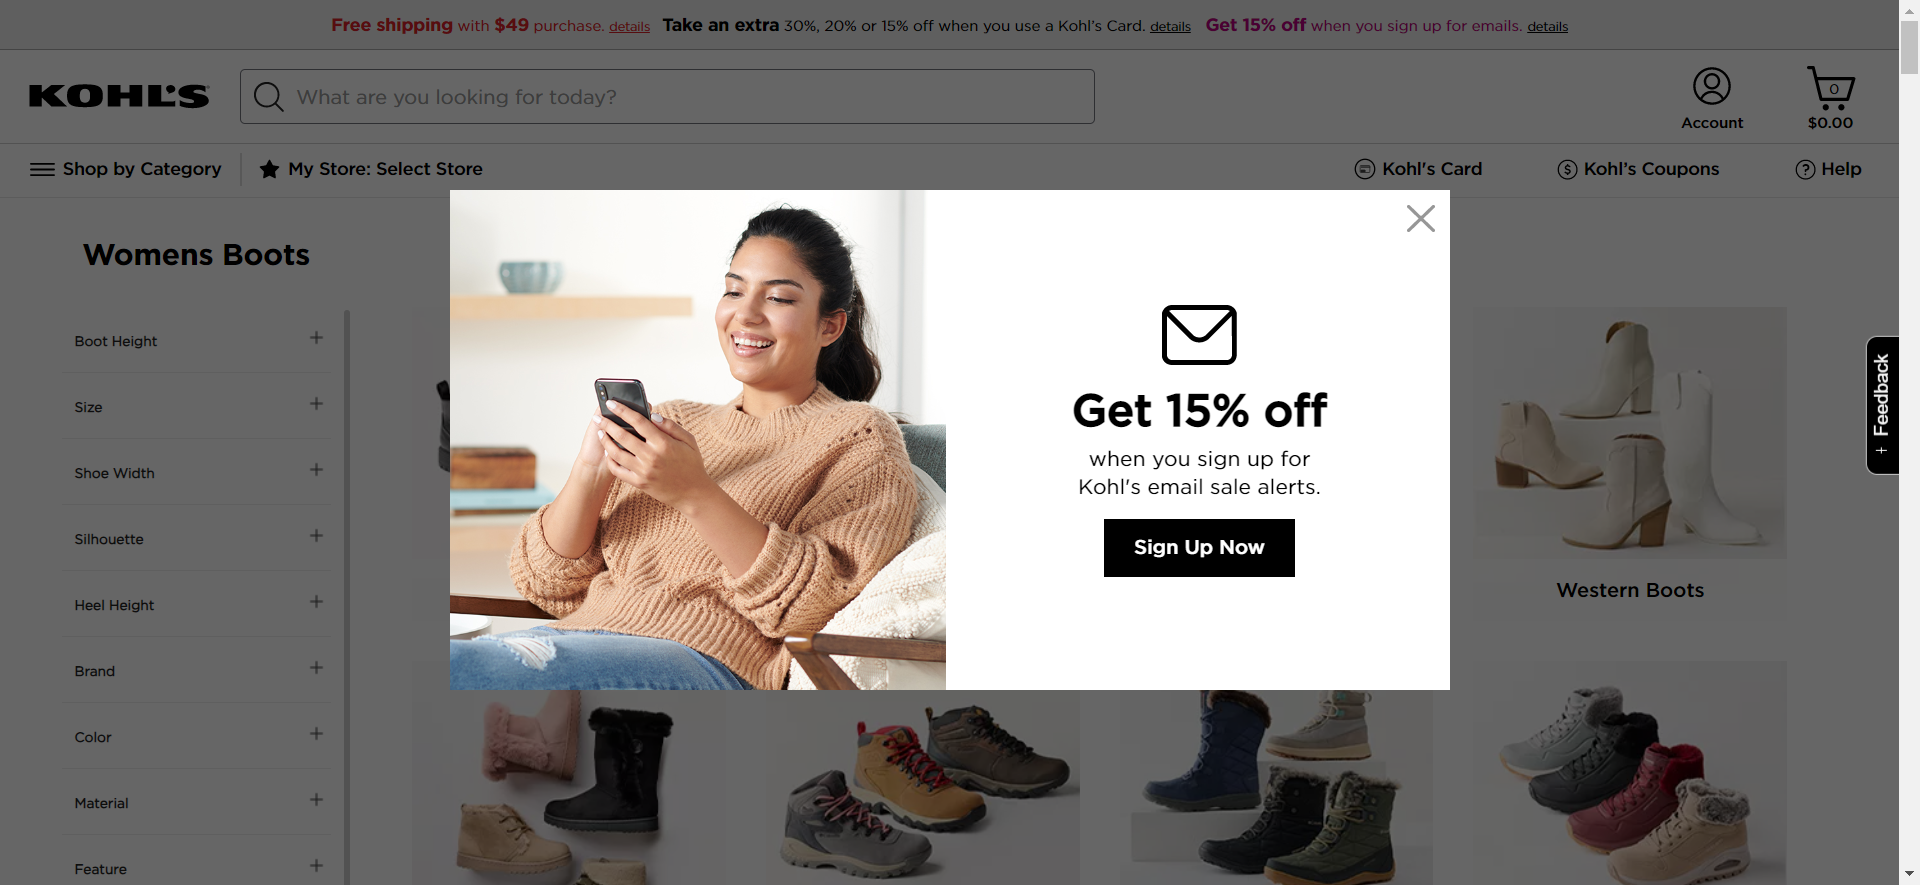 Free shipping with $49 purchase. details Take an extra 30%, 20% or 15% off when you use a Kohl's Card. details Get 15% off when you sign up for emails. details
KOHL'S
What are you looking for today?
Account
0
$0.00
Shop by Category
My Store: Select Store
Kohl's Card
Kohl's Coupons
Help
Womens Boots
Boot Height
Size
Shoe Width
Silhouette
Heel Height
Brand
Color
Material
Feature
Get 15% off
when you sign up for
Kohl's email sale alerts.
Sign Up Now
Western Boots
Feedback